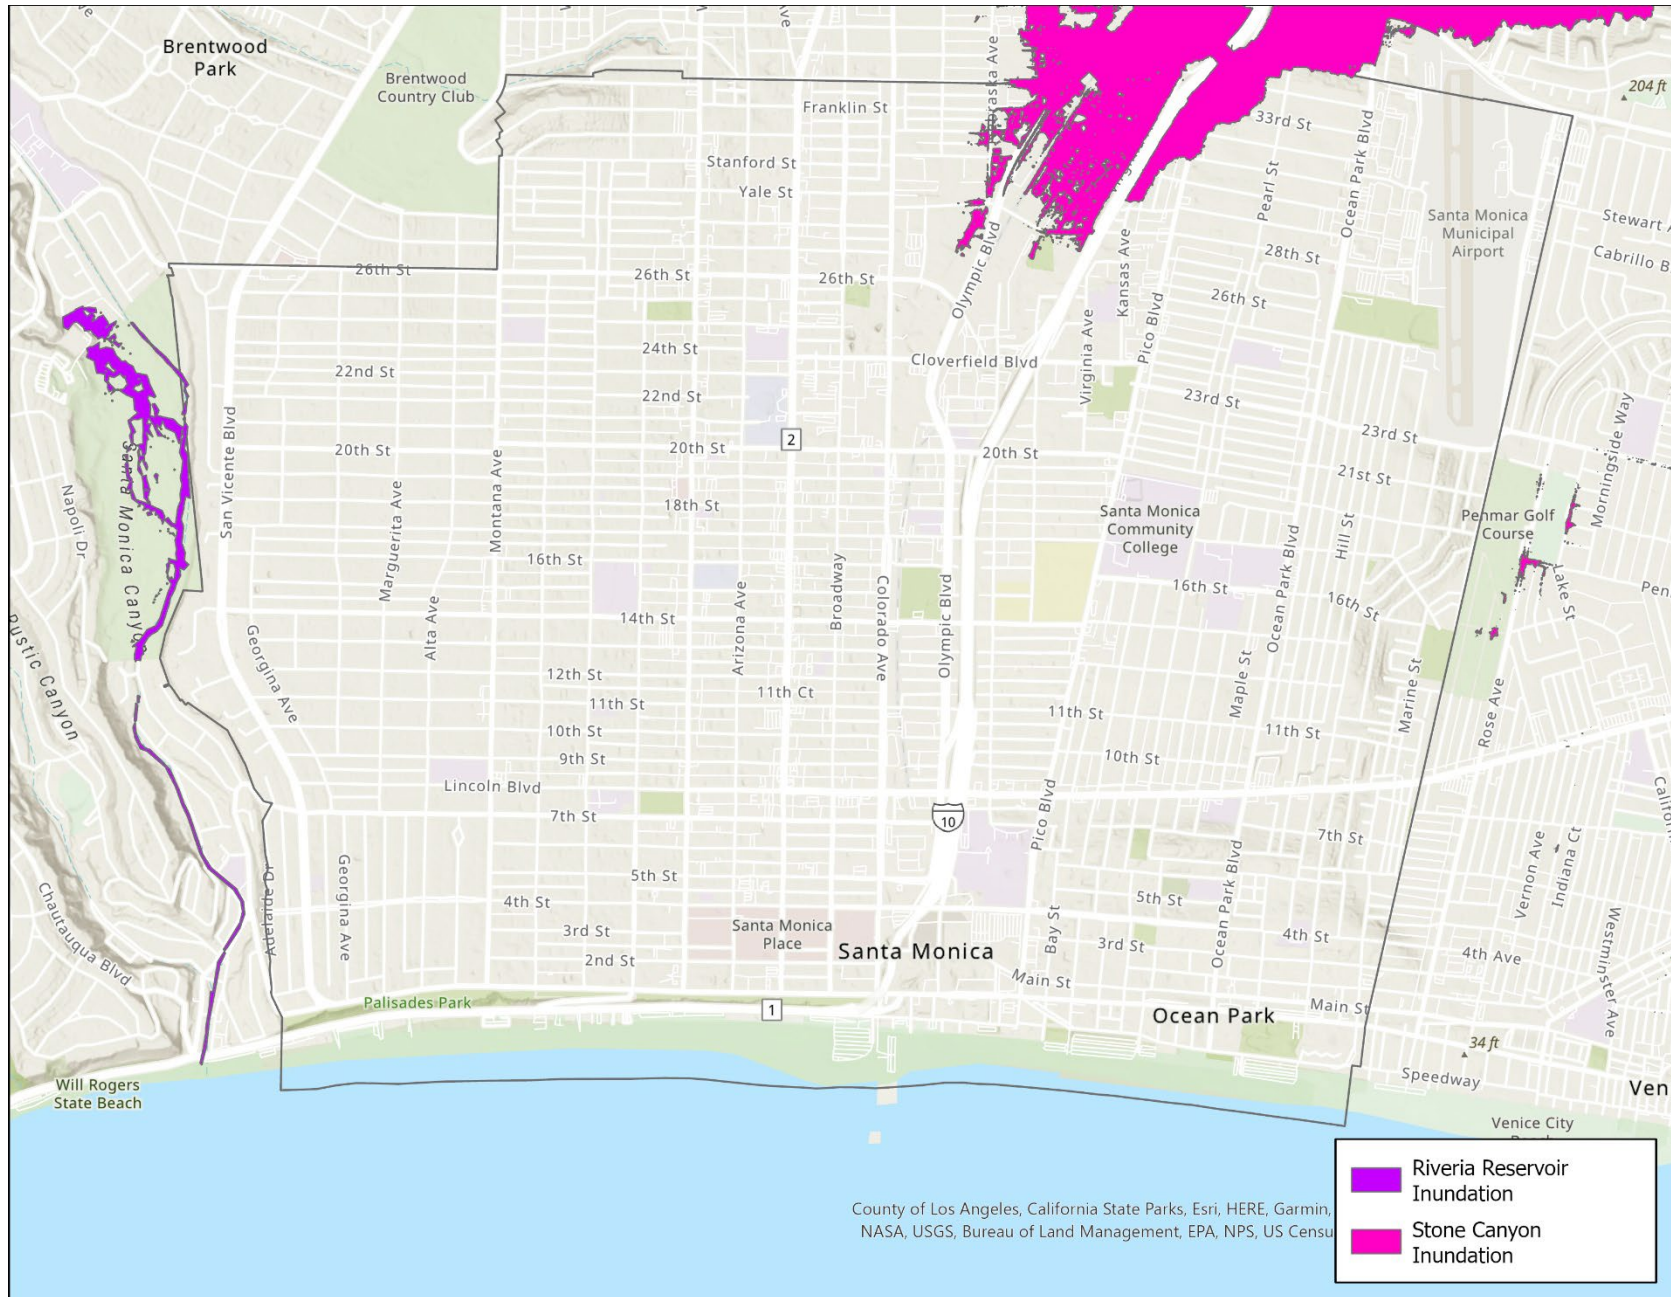 Brentwood
Park
Brentwood
Country Club
Ave
Ave
Franklin St
Stanford St
Yale St
33rd St
Pearl St
Ocean Park Blvd
204 ft
Santa Monica
Municipal
Airport
Cabrillo B
26th St
26th St
26th St
Olympic Blvd
Kansas Ave
Pico Blvd
28th St
26th St
24th St
22nd St
22nd St
Cloverfield Blvd
Virginia Ave
23rd St
23rd St
Morningside Way
San Vicente Blvd
2
20th St
20th St
20th St
21st St
Napoli Dr
Santa Monica Canyon
Marguerita Ave
Montana Ave
18th St
Santa Monica
Community
College
Hill St
Penmar Golf
Course
16th St
16th St
16th St
Lake St
Rustic Canyon
Georgina Ave
Alta Ave
14th St
Arizona Ave
Broadway
Colorado Ave
Olympic Blvd
Ocean Park Blvd
Maple St
Marine St
Rose Ave
12th St
11th St
11th Ct
11th St
11th St
10th St
10th St
9th St
Lincoln Blvd
7th St
10
Pico Blvd
7th St
Vernon Ave
Indiana Ct
Chautauqua Blvd
Adelaide Dr
Georgina Ave
5th St
4th St
3rd St
2nd St
Santa Monica
Place
Santa Monica
Bay St
5th St
Ocean Park Blvd
3rd St
4th St
4th Ave
Westminster Ave
Palisades Park
1
Main St
Main St
Ocean Park
34 ft
Speedway
Ven
Will Rogers
State Beach
Venice City
County of Los Angeles, California State Parks, Esri, HERE, Garmin,
NASA, USGS, Bureau of Land Management, EPA, NPS, US Censu
Riveria Reservoir
Inundation
Stone Canyon
Inundation